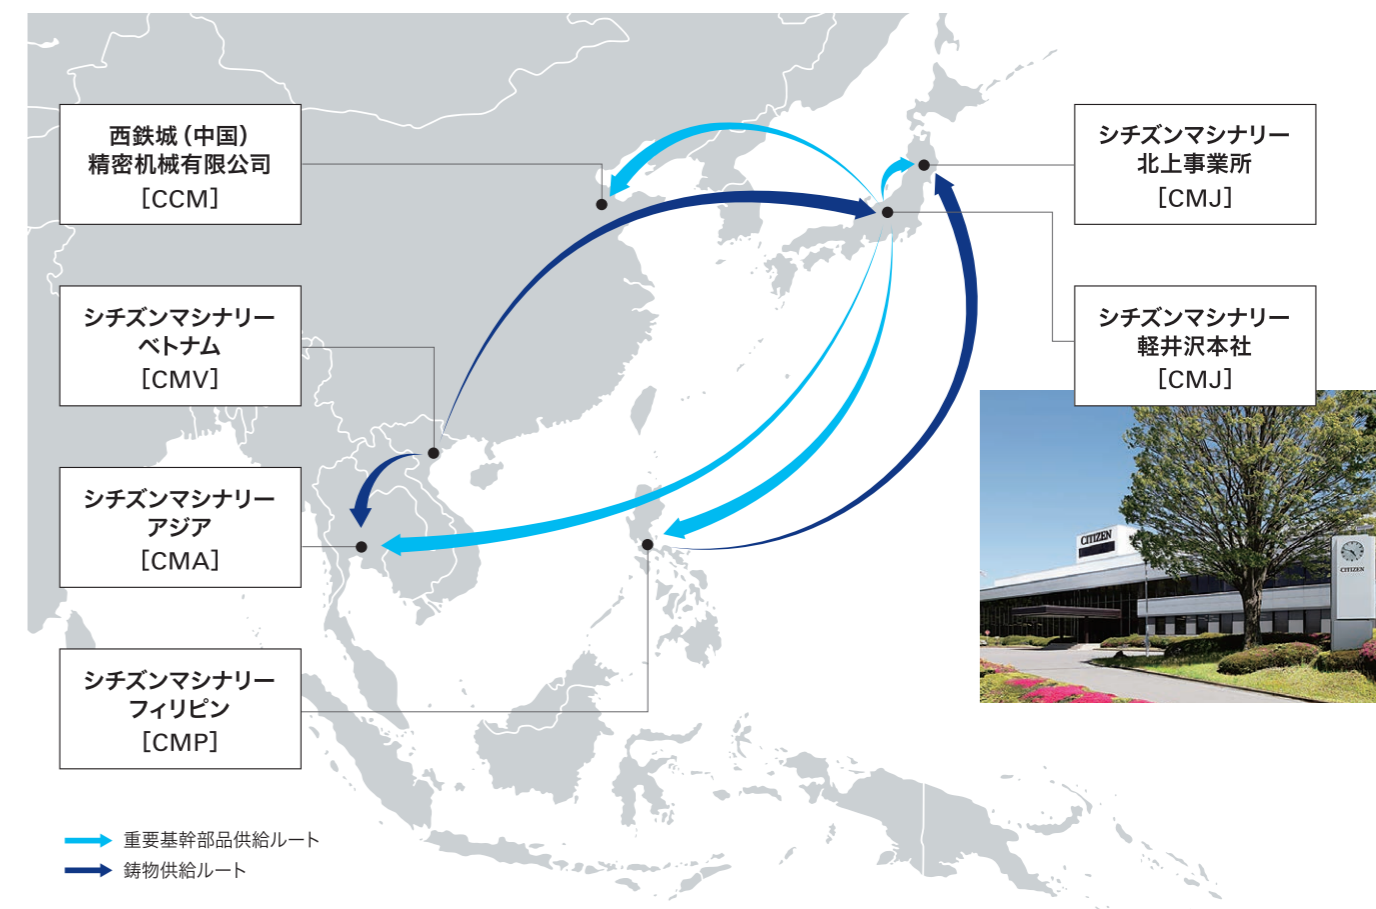 西鉄城（中国）
精密机械有限公司
［CCM］
シチズンマシナリー
ベトナム
［CMV］
シチズンマシナリー
アジア
［CMA］
シチズンマシナリー
フィリピン
［CMP］
シチズンマシナリー
北上事業所
［CMJ］
シチズンマシナリー
軽井沢本社
［CMJ］
CITIZEN
CITIZEN
重要基幹部品供給ルート
鋳物供給ルート